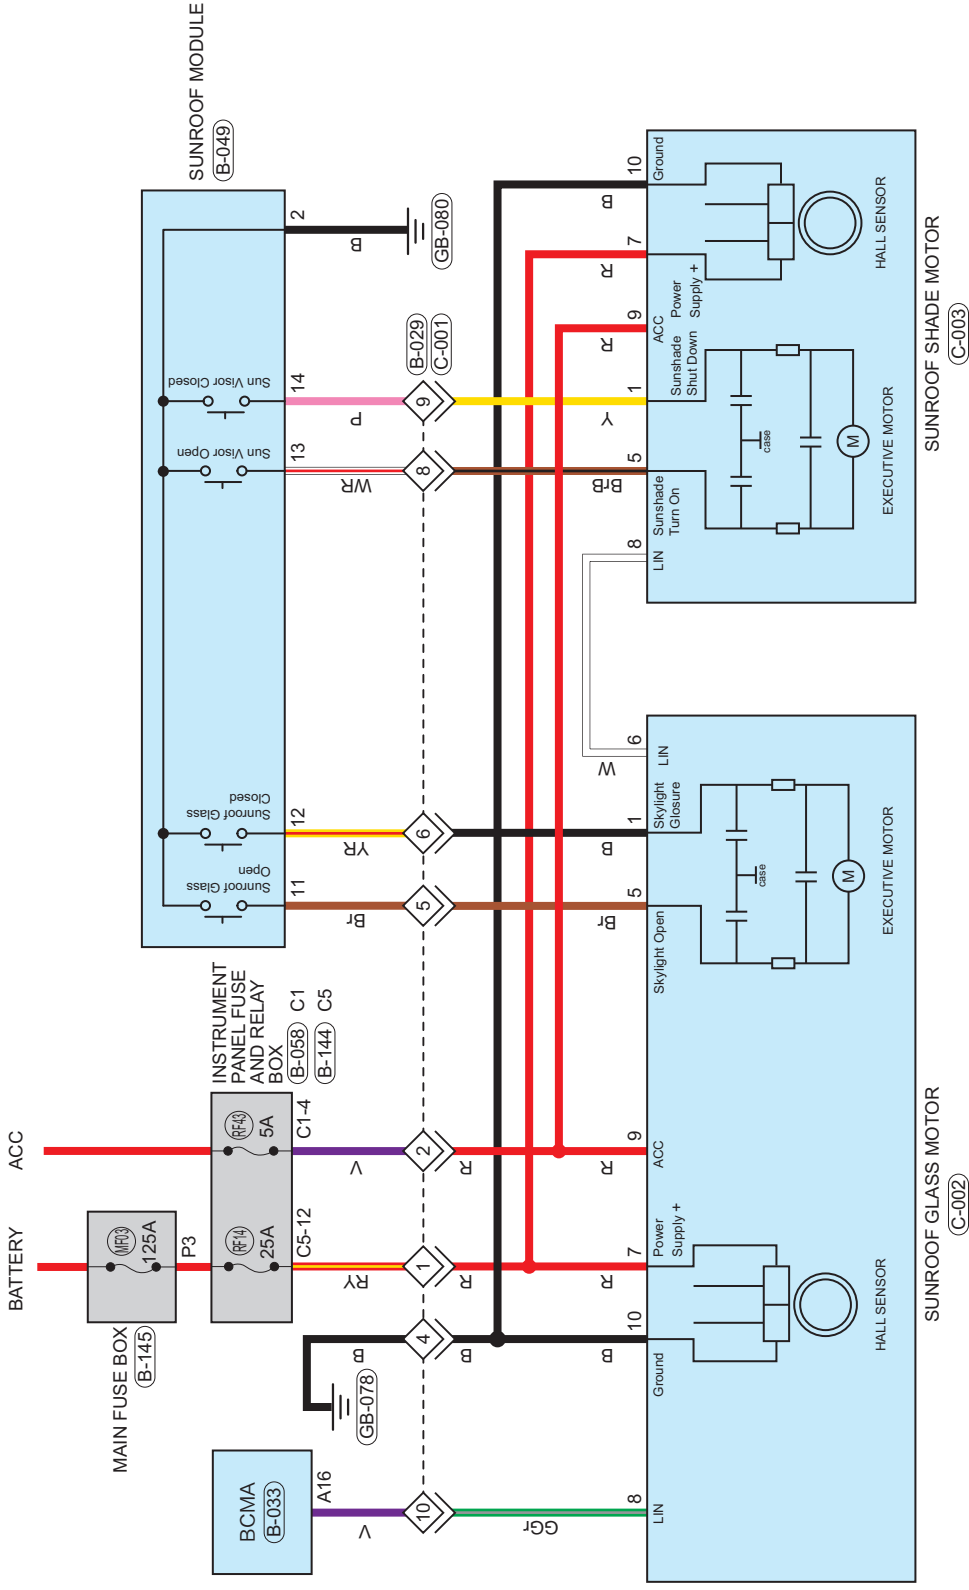 BATTERY
ACC
MAIN FUSE BOX
B-145
MF03
125A
P3
INSTRUMENT
PANEL FUSE
AND RELAY
BOX
B-058 C1
B-144 C5
RF14
25A
C5-12
RF43
5A
C1-4
SUNROOF MODULE
B-049
Sunroof Glass
Open
11
Sunroof Glass
Closed
12
Sun Visor Open
13
Sun Visor Closed
14
2
BCMA
B-033
A16
V
GB-078
B
RY
V
Br
YR
WR
P
B
GB-080
B-029
C-001
10
4
1
2
5
6
8
9
GGr
B
R
R
B
R
R
Br
B
W
BrB
Y
R
R
B
8
LIN
10
Ground
7
Power
Supply +
9
ACC
5
Skylight Open
1
Skylight
Glosure
6
LIN
HALL SENSOR
case
M
EXECUTIVE MOTOR
SUNROOF GLASS MOTOR
C-002
8
LIN
5
Sunshade
Turn On
1
Sunshade
Shut Down
9
ACC
7
Power
Supply +
10
Ground
case
M
EXECUTIVE MOTOR
HALL SENSOR
SUNROOF SHADE MOTOR
C-003